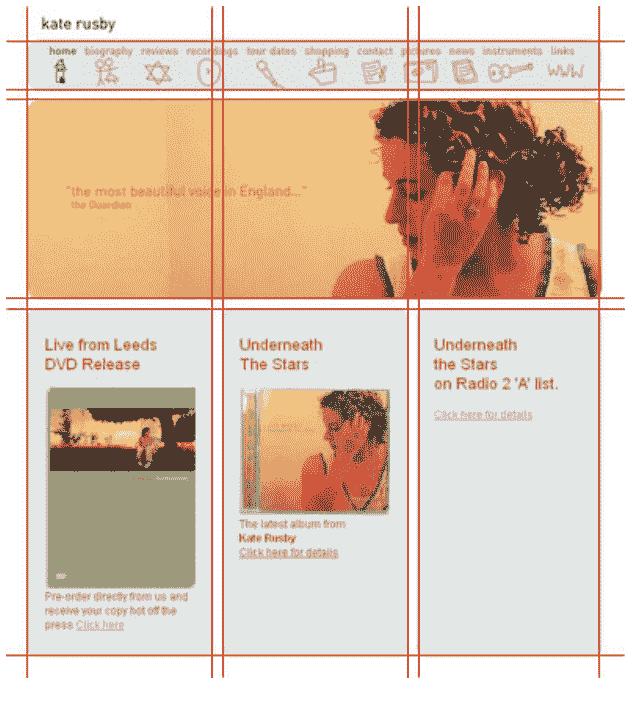 kate rusby
home biography reviews recordings tour dates shopping contact pictures news instruments links
WWW
"the most beautiful voice in England..."
the Guardian
Live from Leeds
DVD Release
Underneath
The Stars
Underneath
the Stars
on Radio 2 'A' list.
Click here for details
The latest album from
Kate Rusby
Click here for details
Pre-order directly from us and
receive your copy hot off the
press Click here